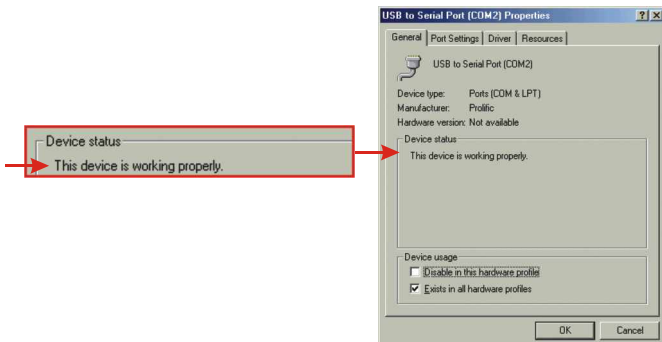 USB to Serial Port (COM2) Properties
General Port Settings Driver Resources
USB to Serial Port (COM2)
Device type: Ports (COM & LPT)
Manufacturer: Prolific
Hardware version: Not available
Device status
This device is working properly.
Device status
This device is working properly.
Device usage
Disable in this hardware profile
Exists in all hardware profiles
OK Cancel